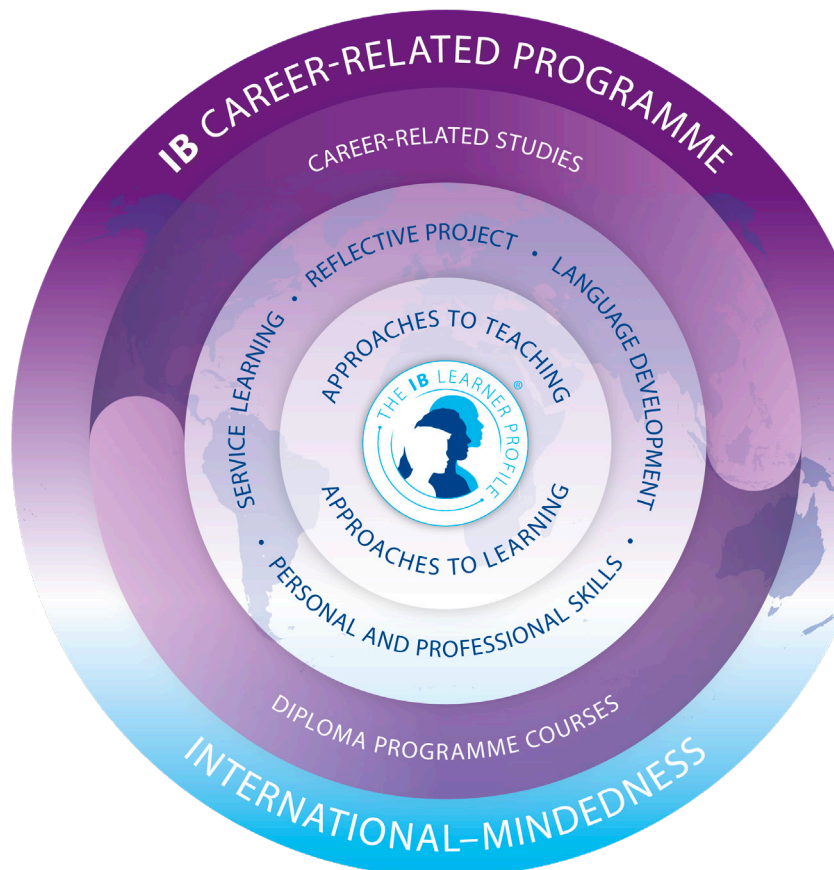 IB CAREER-RELATED PROGRAMME
CAREER-RELATED STUDIES
SERVICE LEARNING • REFLECTIVE PROJECT • LANGUAGE DEVELOPMENT •
APPROACHES TO TEACHING
THE IB LEARNER PROFILE ®
APPROACHES TO LEARNING
• PERSONAL AND PROFESSIONAL SKILLS
DIPLOMA PROGRAMME COURSES
INTERNATIONAL–MINDEDNESS